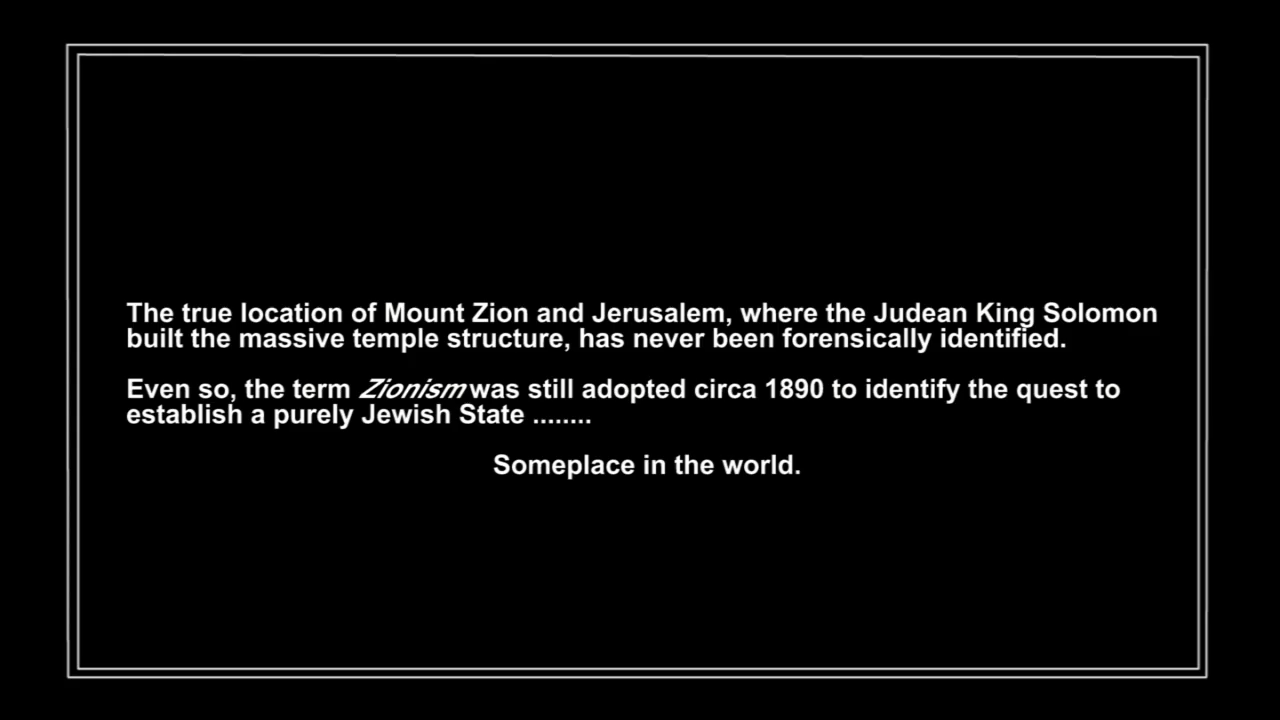 The true location of Mount Zion and Jerusalem, where the Judean King Solomon
built the massive temple structure, has never been forensically identified.
Even so, the term Zionism was still adopted circa 1890 to identify the quest to
establish a purely Jewish State ........
Someplace in the world.